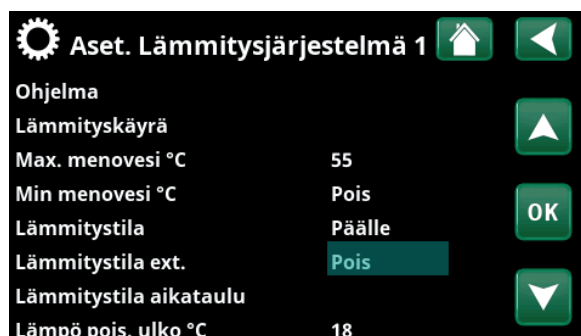 Aset. Lämmitysjärjestelmä 1
Ohjelma
Lämmityskäyrä
Max. menovesi °C 55
Min menovesi °C Pois
Lämmitystila Päälle
OK
Lämmitystila ext. Pois
Lämmitystila aikataulu
Lämpö pois, ulko °C 18